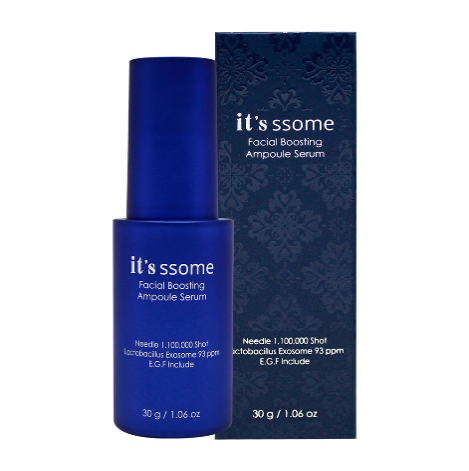 it's ssome
Facial Boosting
Ampoule Serum
Needle 1,100,000 Shot
Lactobacillus Exosome 93 ppm
E.G.F Include
30 g / 1.06 oz
it's ssome
Facial Boosting
Ampoule Serum
Needle 1,100,000 Shot
actobacillus Exosome 93 ppm
E.G.F Include
30 g / 1.06 oz